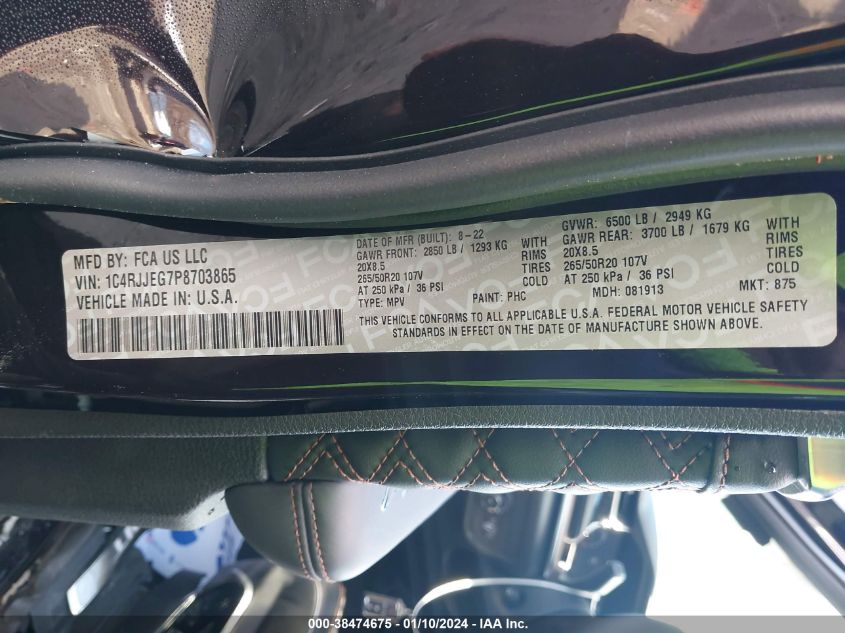 MFD BY: FCA US LLC
VIN: 1C4RJJEG7P8703865
VEHICLE MADE IN: U.S.A.
DATE OF MFR (BUILT): 8-22
GAWR FRONT: 2850 LB / 1293 KG
20X8.5
265/50R20 107V
AT 250 kPa / 36 PSI
TYPE: MPV
PAINT: PHC
WITH
RIMS
TIRES
GVWR: 6500 LB / 2949 KG
GAWR REAR: 3700 LB / 1679 KG
20X8.5
265/50R20 107V
AT 250 kPa / 36 PSI
MDH: 081913
WITH
RIMS
TIRES
MKT: 875
THIS VEHICLE CONFORMS TO ALL APPLICABLE U.S.A. FEDERAL MOTOR VEHICLE SAFETY
STANDARDS IN EFFECT ON THE DATE OF MANUFACTURE SHOWN ABOVE.
000-38474675 - 01/10/2024 - IAA Inc.